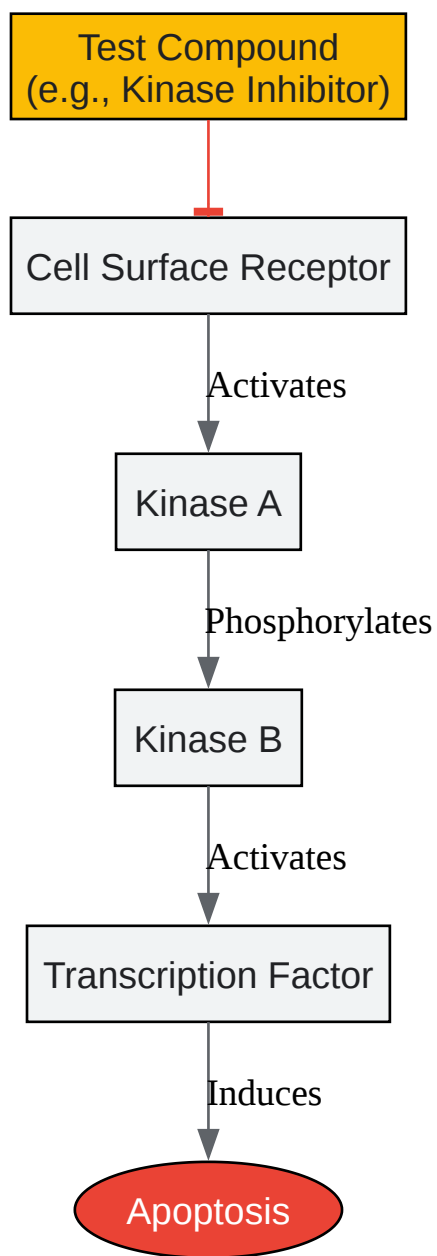 Test Compound
(e.g., Kinase Inhibitor)
Cell Surface Receptor
Activates
Kinase A
Phosphorylates
Kinase B
Activates
Transcription Factor
Induces
Apoptosis